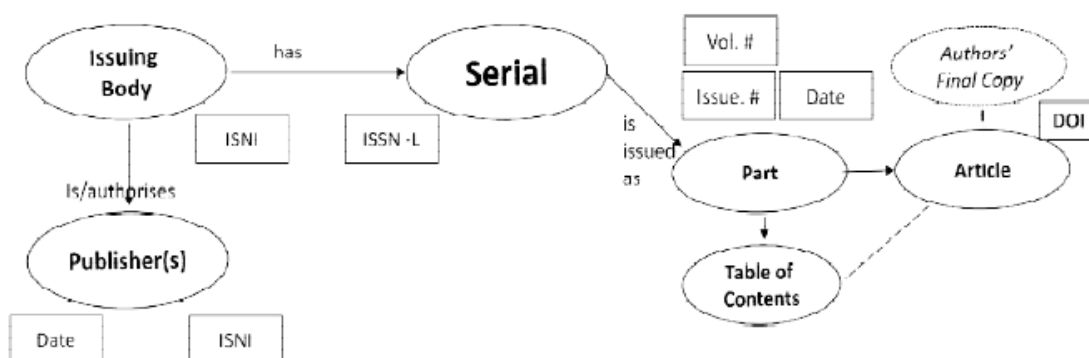 Issuing
Body
has
Serial
Vol. #
Issue. #
Date
Authors'
Final Copy
DOI
ISNI
ISSN -L
is
issued
as
Part
Article
Is/authorises
Publisher(s)
Table of
Contents
Date
ISNI